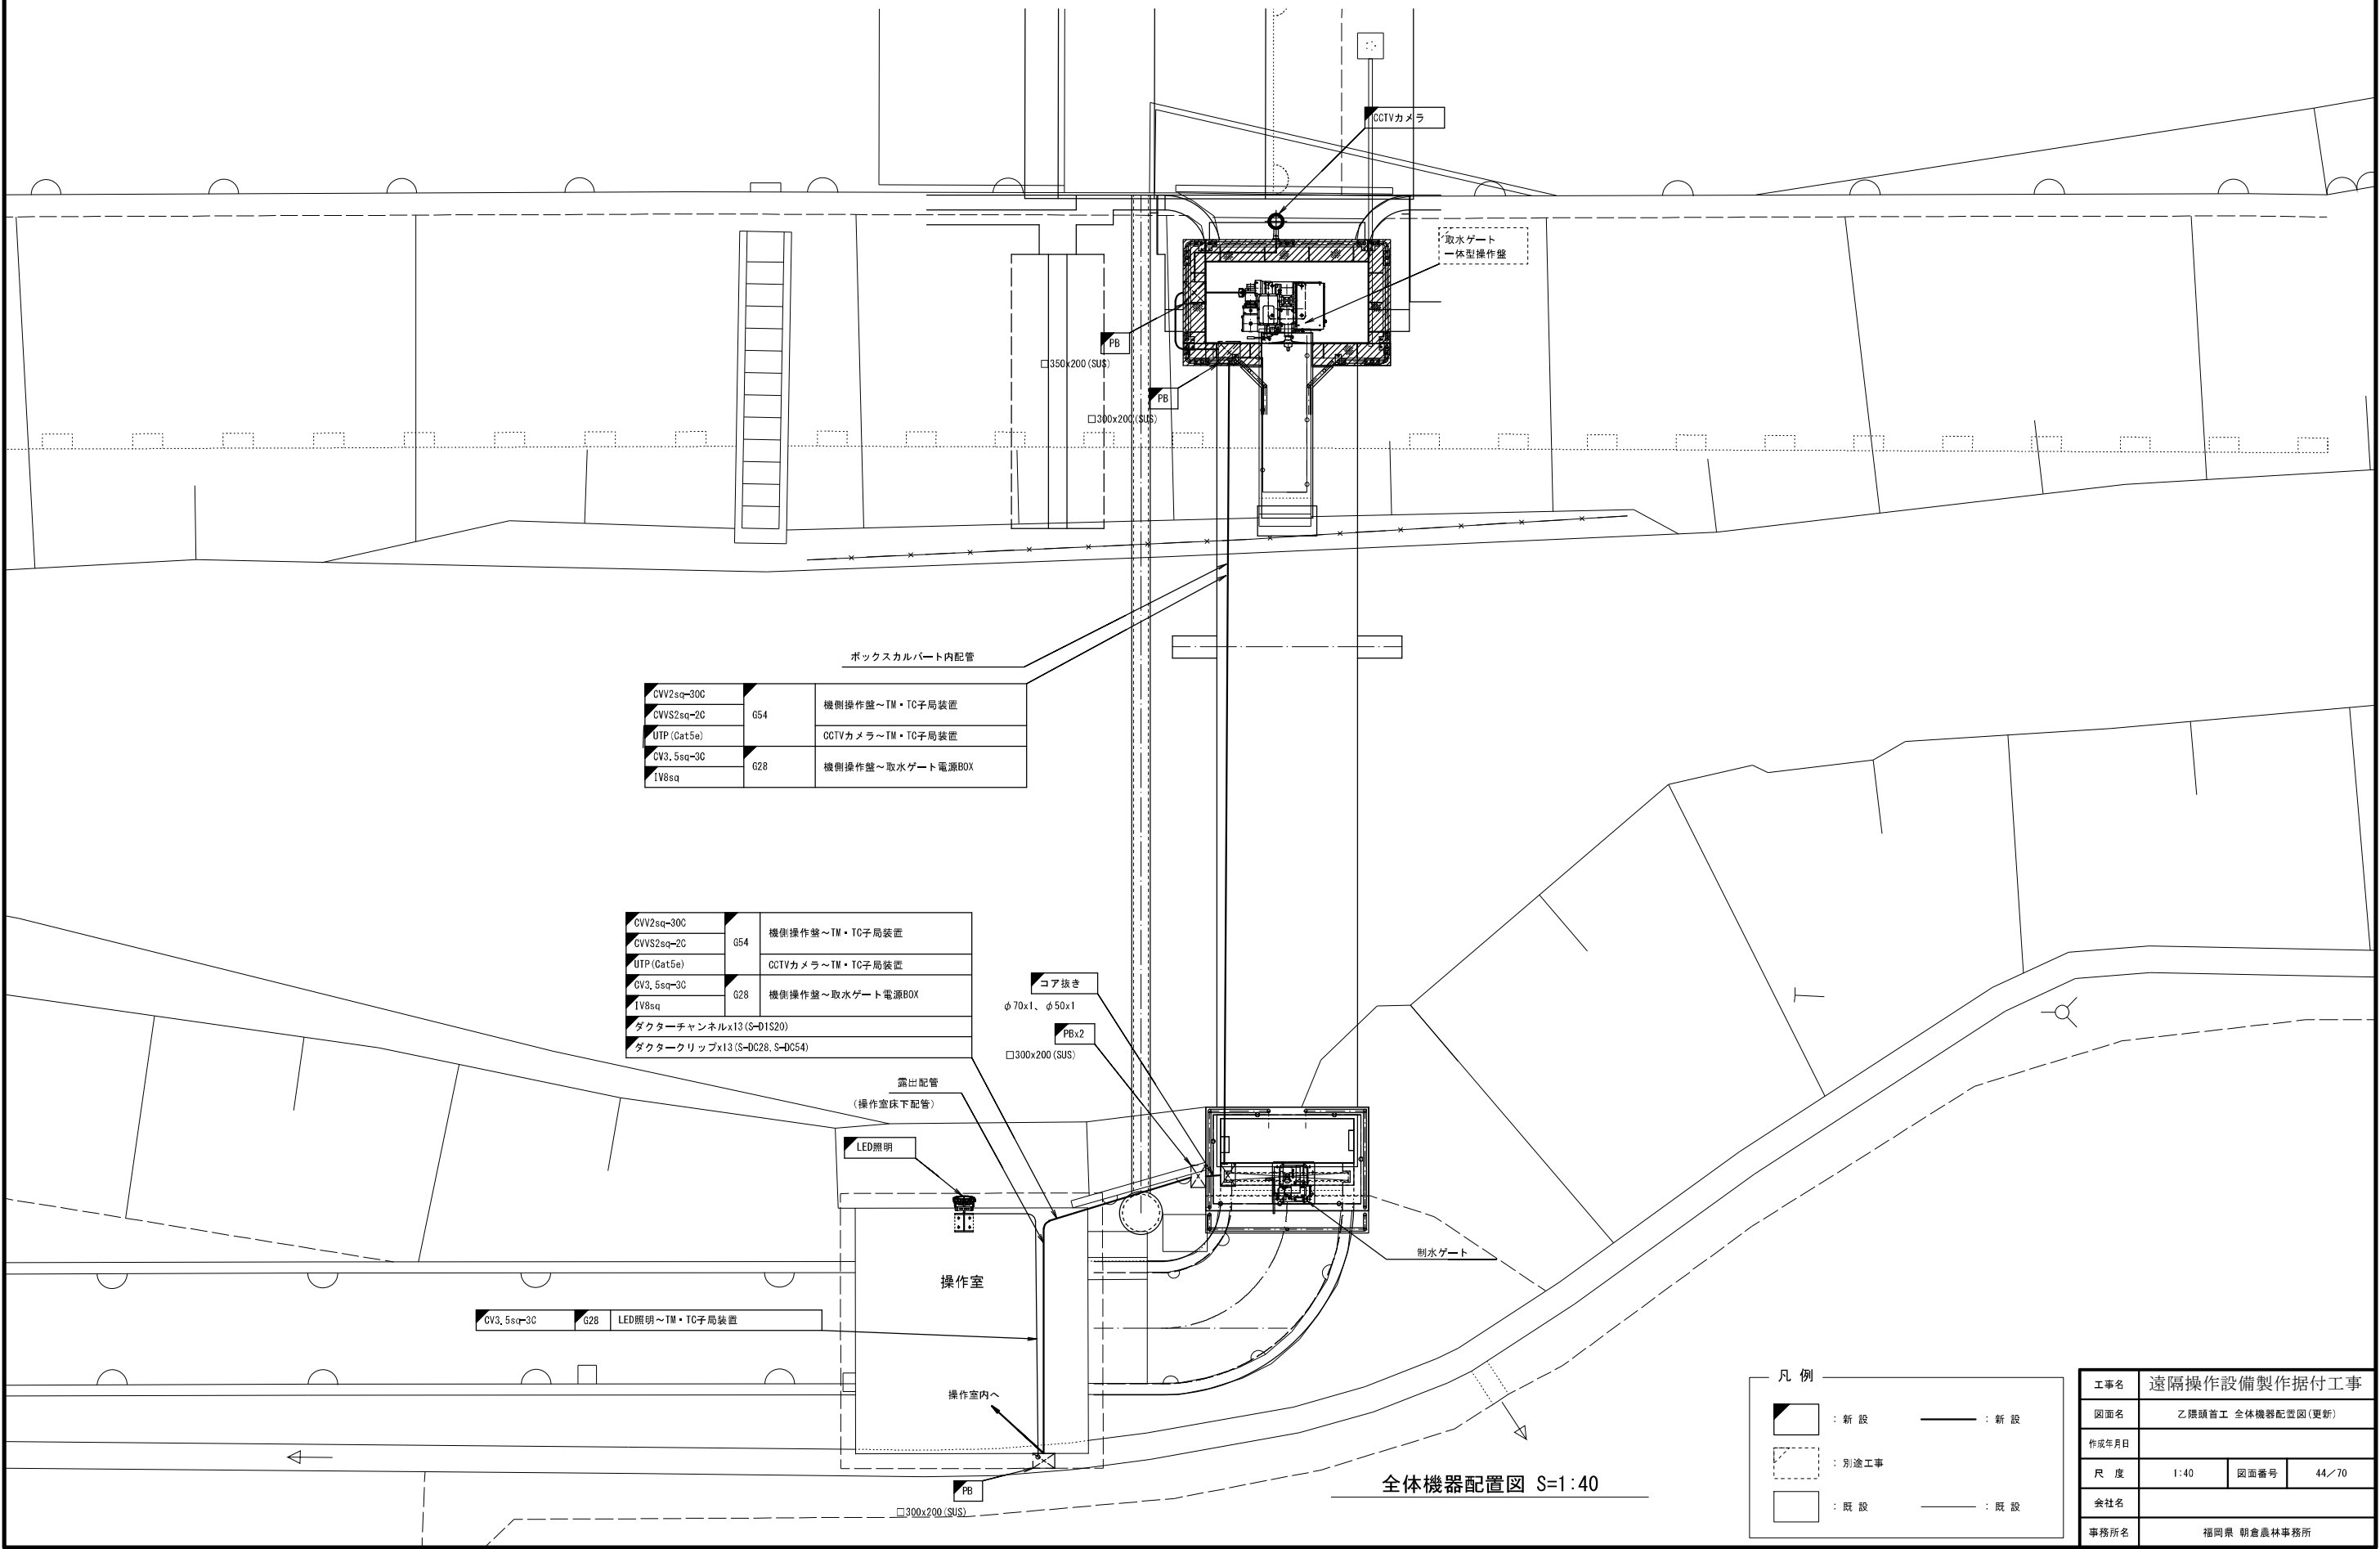 CCTVカメラ
取水ゲート
一体型操作盤
PB
□350x200(SUS)
PB
□300x200(SUS)
ボックスカルバート内配管
CVV2sq-30C
CVVS2sq-2C
G54
機側操作盤～TM・TC子局装置
UTP(Cat5e)
CCTVカメラ～TM・TC子局装置
CV3.5sq-3C
IV8sq
G28
機側操作盤～取水ゲート電源BOX
CVV2sq-30C
CVVS2sq-2C
G54
機側操作盤～TM・TC子局装置
UTP(Cat5e)
CCTVカメラ～TM・TC子局装置
CV3.5sq-3C
IV8sq
G28
機側操作盤～取水ゲート電源BOX
ダクターチャンネルx13(S-D1S20)
ダクタークリップx13(S-DC28,S-DC54)
コア抜き
φ70x1、φ50x1
PBx2
□300x200(SUS)
露出配管
(操作室床下配管)
LED照明
制水ゲート
操作室
CV3.5sq-3C G28 LED照明～TM・TC子局装置
操作室内へ
PB
□300x200(SUS)
全体機器配置図 S=1:40
凡 例
：新 設 ：新 設
：別途工事
：既 設 ：既 設
工事名 遠隔操作設備製作据付工事
図面名 乙隈頭首工 全体機器配置図(更新)
作成年月日
尺 度 1:40 図面番号 44／70
会社名
事務所名 福岡県 朝倉農林事務所